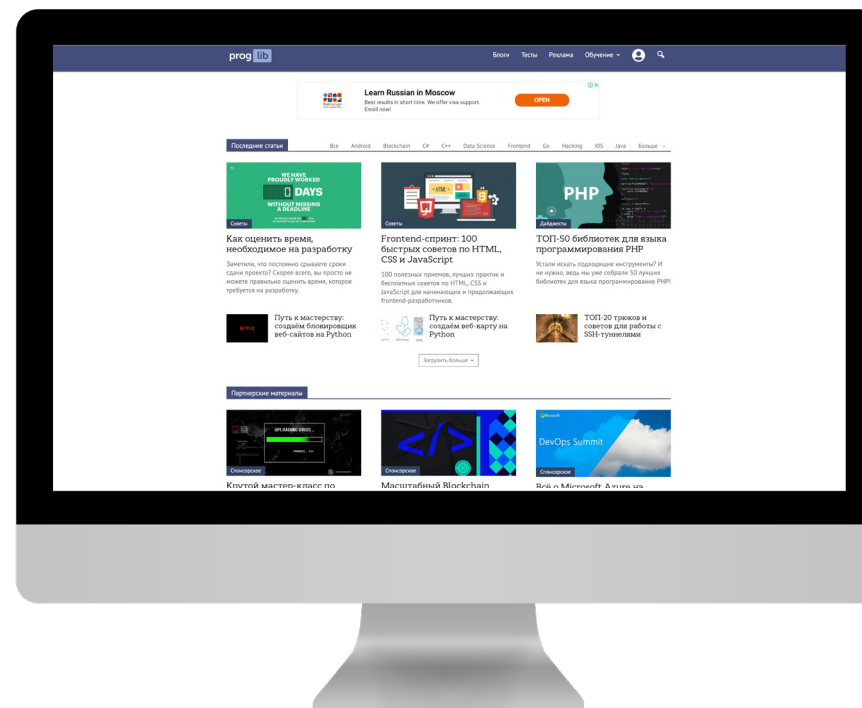 prog lib
Блоги Тесты Реклама Обучение
Learn Russian in Moscow
Best results in short time. We offer visa support.
Enroll now!
OPEN
Последние статьи
Все Android Blockchain C# C++ Data Science Frontend Go Hacking iOS Java Больше
WE HAVE
PROUDLY WORKED
0 DAYS
WITHOUT MISSING
A DEADLINE
Советы
Как оценить время,
необходимое на разработку
Заметили, что постоянно срываете сроки
сдачи проекта? Скорее всего, вы просто не
можете правильно оценить время, которое
требуется на разработку.
HTML
Советы
Frontend-спринт: 100
быстрых советов по HTML,
CSS и JavaScript
100 полезных приемов, лучших практик и
бесплатных советов по HTML, CSS и
JavaScript для начинающих и продолжающих
frontend-разработчиков.
PHP
Дайджесты
ТОП-50 библиотек для языка
программирования PHP
Устали искать подходящие инструменты? И
не нужно, ведь мы уже собрали 50 лучших
библиотек для языка программирования PHP!
NETFLIX
Путь к мастерству:
создаём блокировщик
веб-сайтов на Python
Путь к мастерству:
создаём веб-карту на
Python
ТОП-20 трюков и
советов для работы с
SSH-туннелями
Загрузить больше
Партнерские материалы
UPLOADING VIRUS...
Спонсорское
Крутой мастер-класс по
</>
Спонсорское
Масштабный Blockchain
Microsoft
DevOps Summit
Спонсорское
Всё о Microsoft Azure на